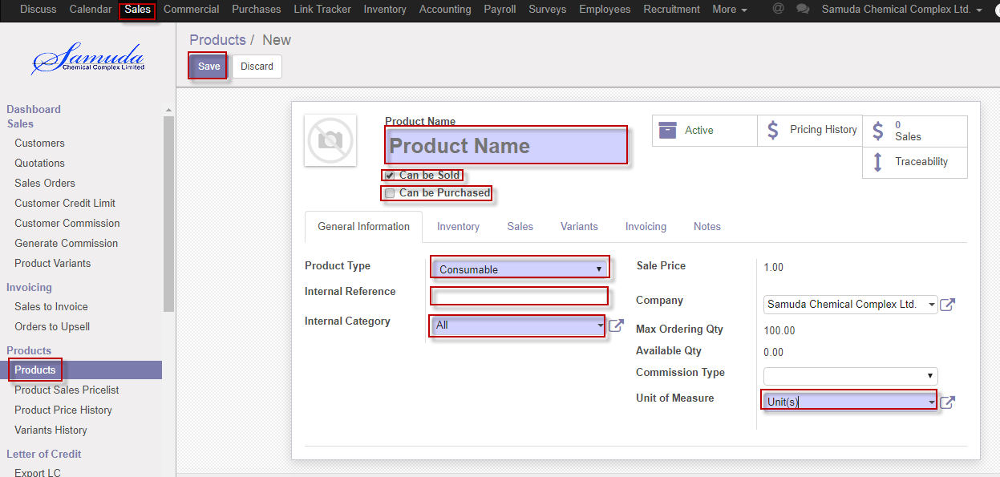 Discuss Calendar Sales Commercial Purchases Link Tracker Inventory Accounting Payroll Surveys Employees Recruitment More @ Samuda Chemical Complex Ltd.
Samuda
Chemical Complex Limited
Dashboard
Sales
Customers
Quotations
Sales Orders
Customer Credit Limit
Customer Commission
Generate Commission
Product Variants
Invoicing
Sales to Invoice
Orders to Upsell
Products
Products
Product Sales Pricelist
Product Price History
Variants History
Letter of Credit
Export LC
Products / New
Save Discard
Product Name
Product Name
Can be Sold
Can be Purchased
Active
$ Pricing History
$ 0
Sales
Traceability
General Information Inventory Sales Variants Invoicing Notes
Product Type Consumable
Internal Reference
Internal Category All
Sale Price 1.00
Company Samuda Chemical Complex Ltd.
Max Ordering Qty 100.00
Available Qty 0.00
Commission Type
Unit of Measure Unit(s)